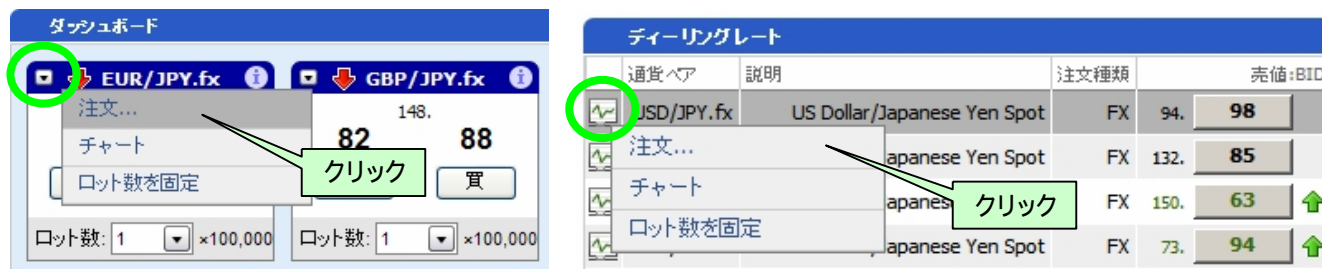 ダッシュボード
EUR/JPY.fx
GBP/JPY.fx
148.
82
88
注文...
チャート
ロット数を固定
クリック
買
ロット数: 1 ×100,000
ロット数: 1 ×100,000
ディーリングレート
通貨ペア 説明 注文種類 売値:BID
USD/JPY.fx US Dollar/Japanese Yen Spot FX 94. 98
注文...
チャート
ロット数を固定
クリック
apanese Yen Spot FX 132. 85
Japanese Yen Spot FX 150. 63
apanese Yen Spot FX 73. 94